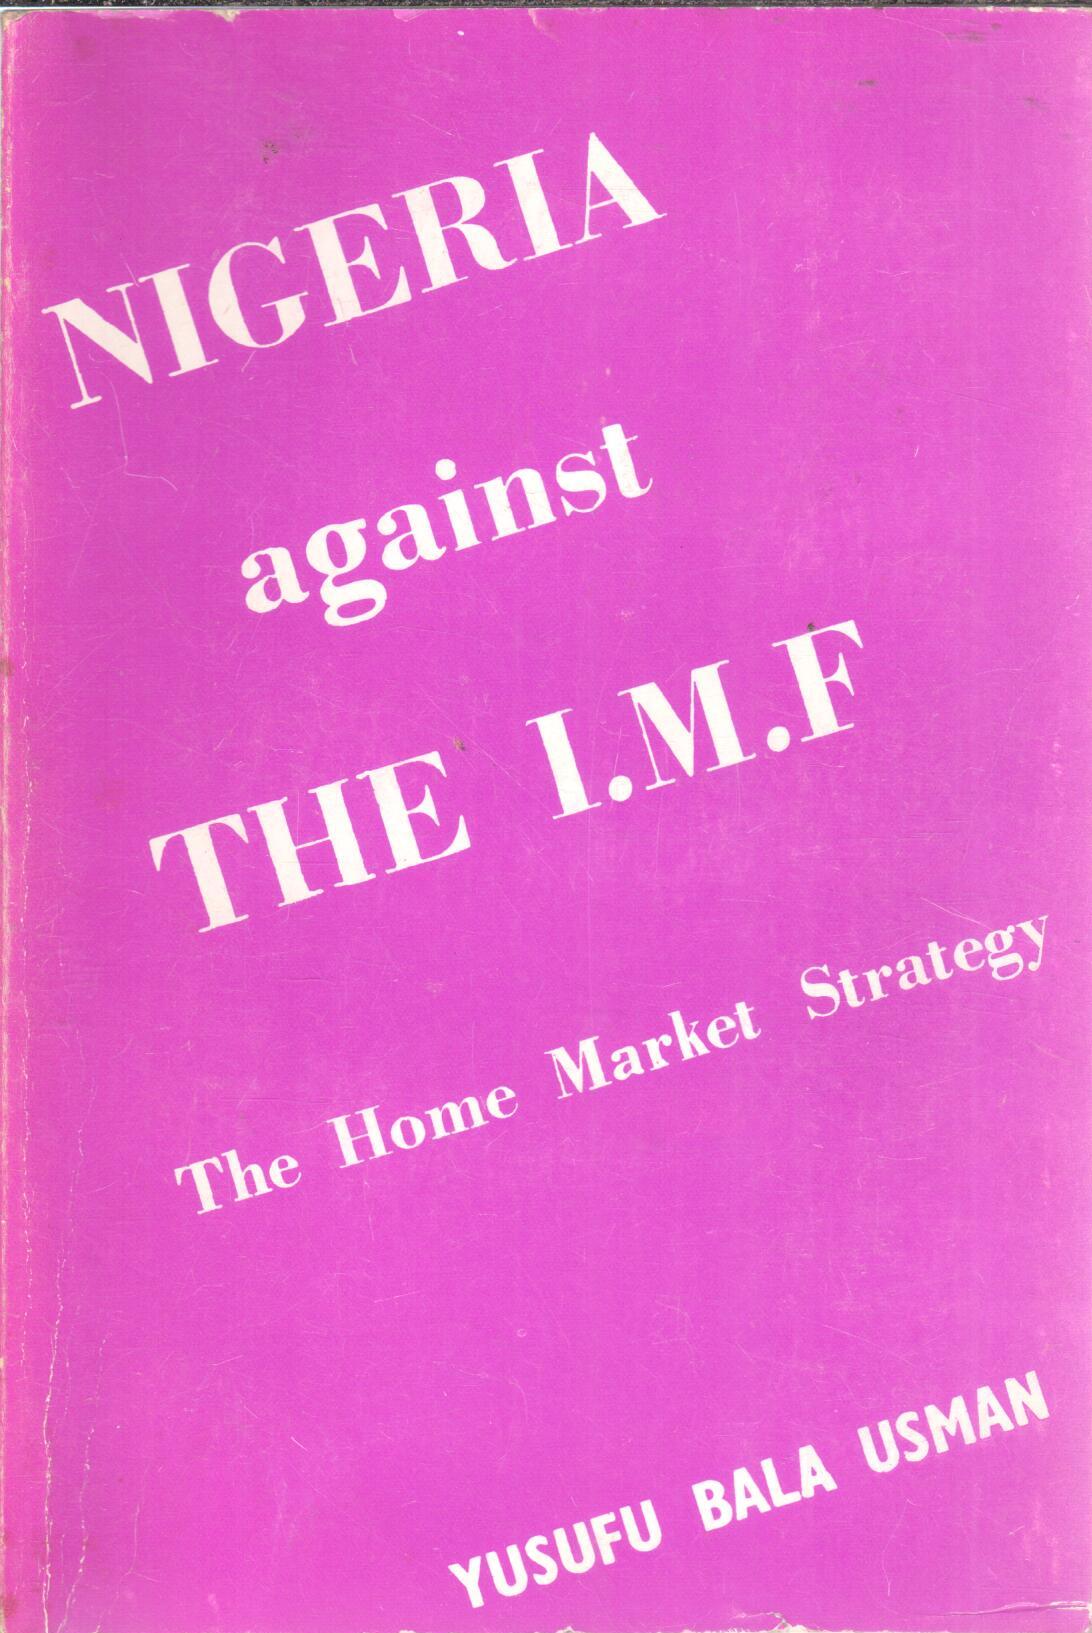 NIGERIA
against
THE I.M.F
The Home Market Strategy
YUSUFU BALA USMAN